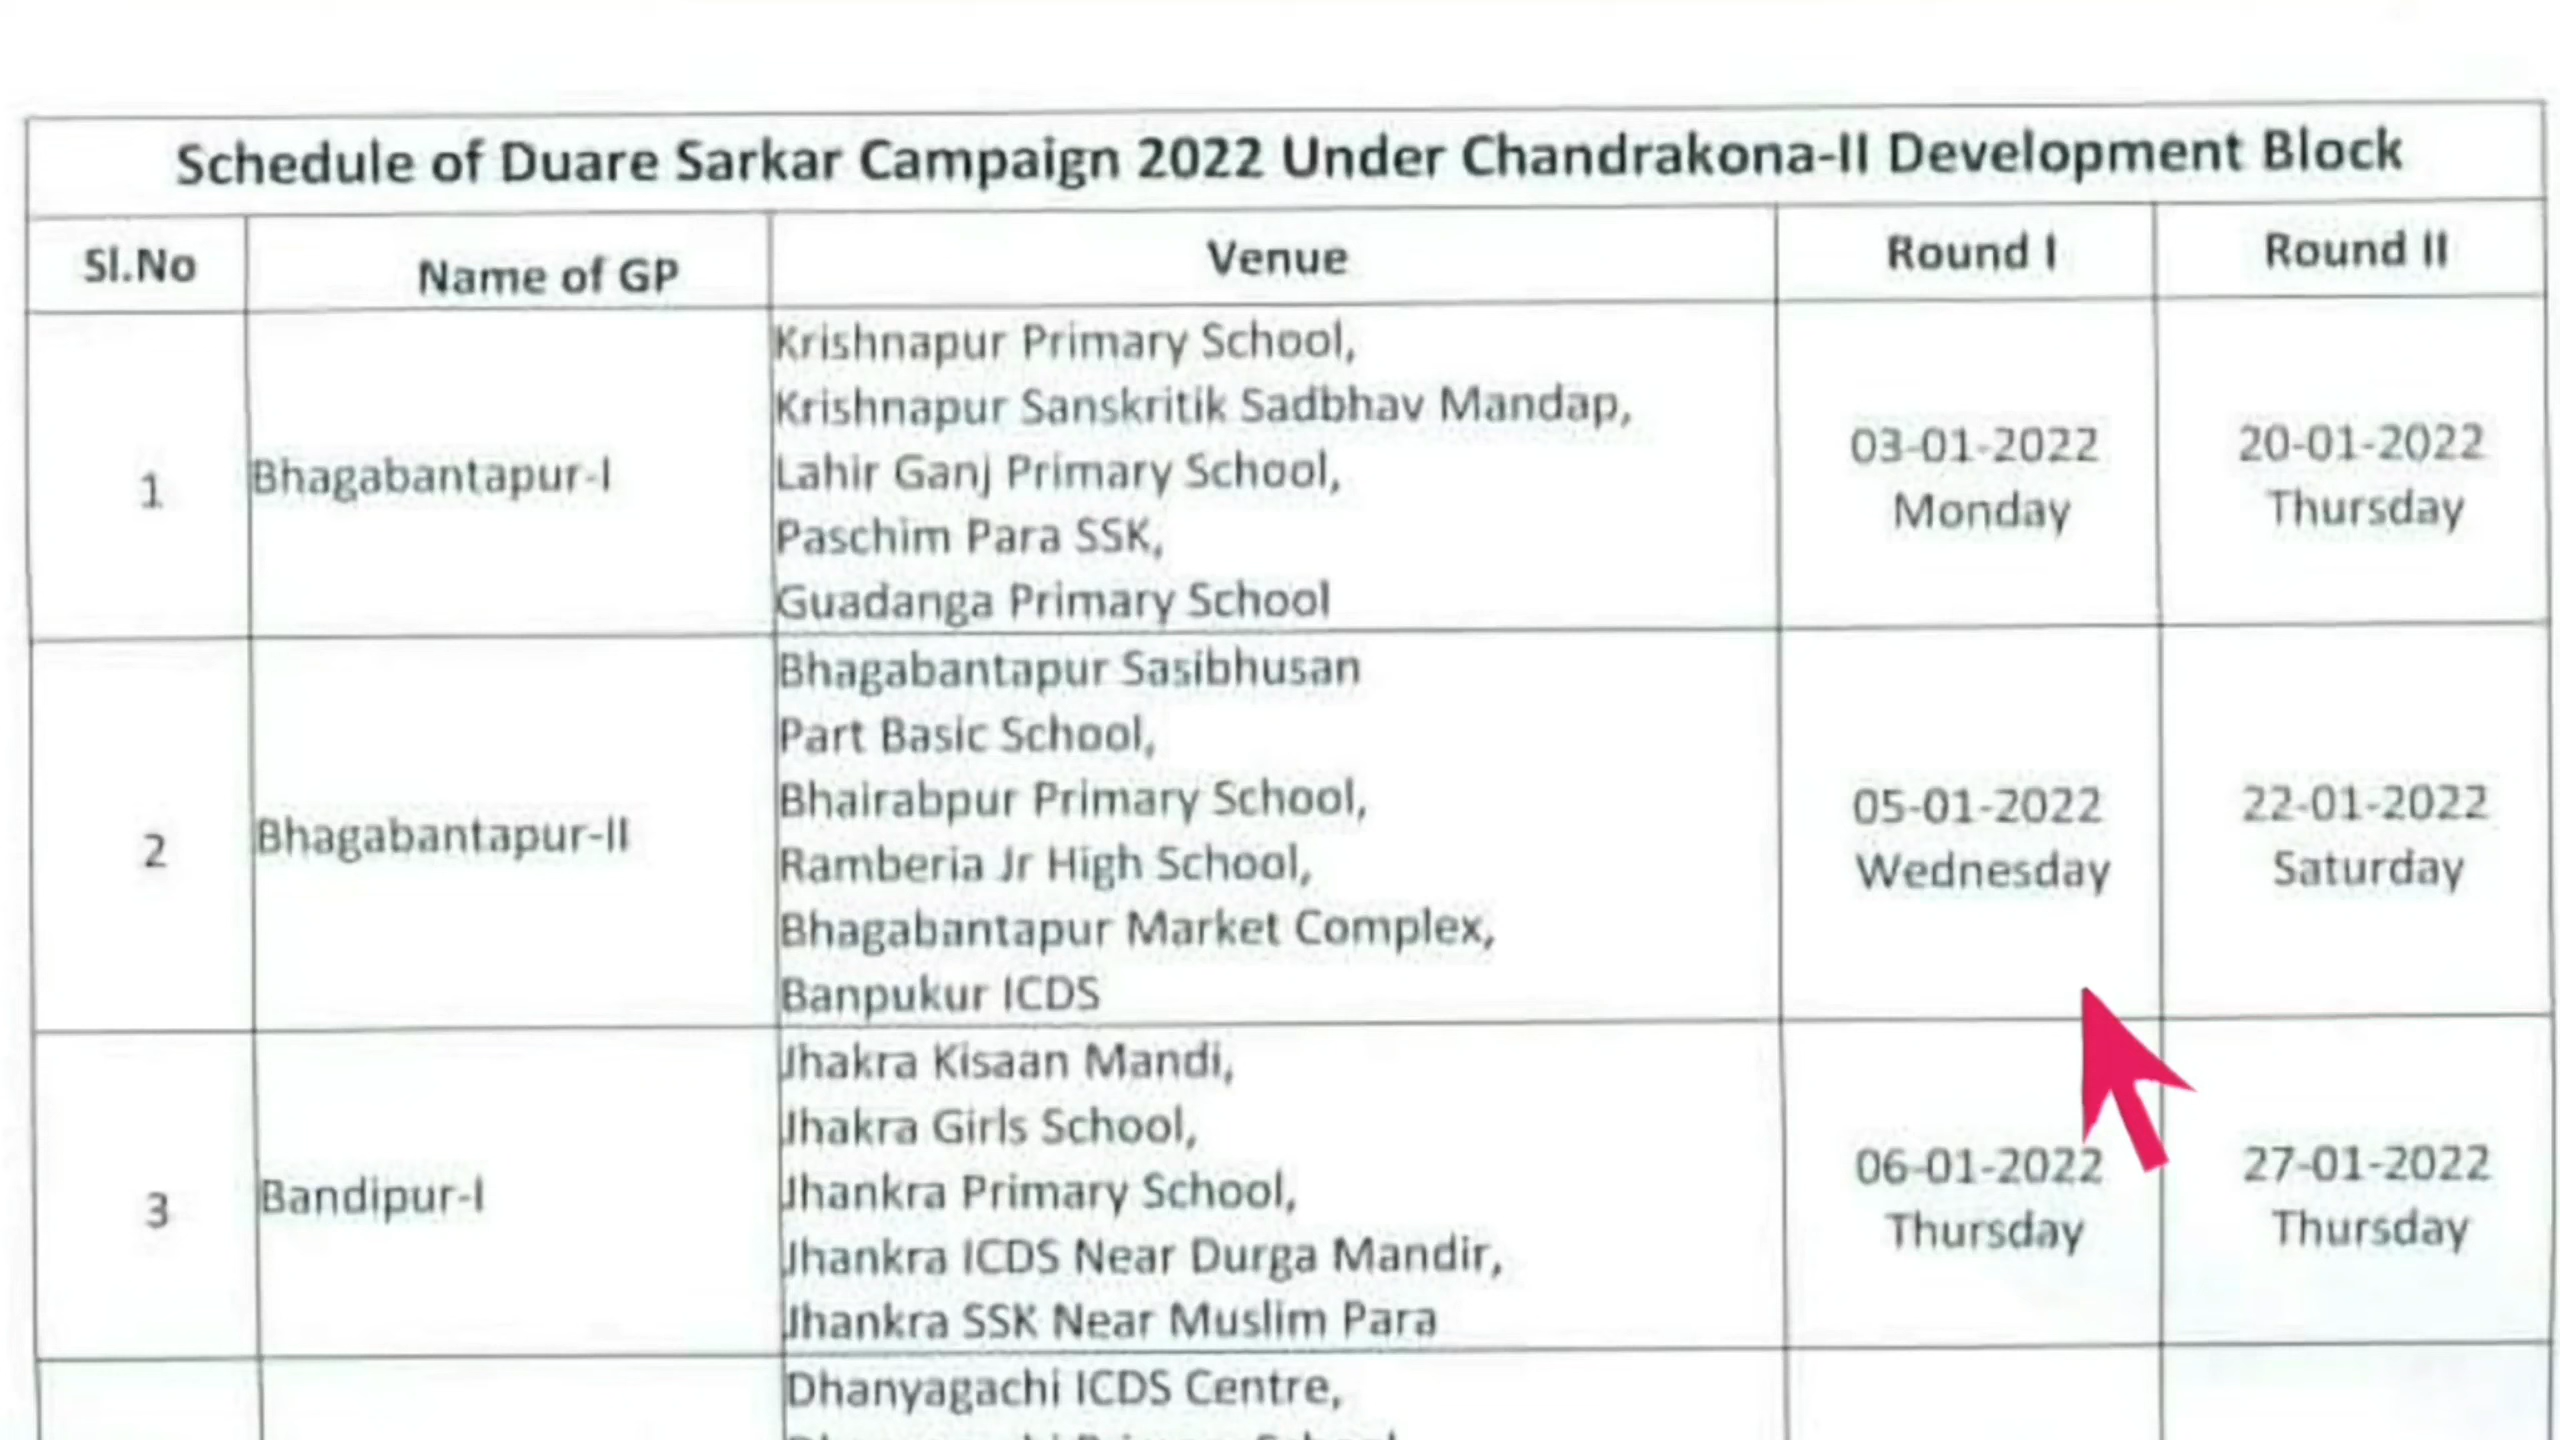 Schedule of Duare Sarkar Campaign 2022 Under Chandrakona-II Development Block
Sl.No Name of GP Venue Round I Round II
1 Bhagabantapur-I
Krishnapur Primary School,
Krishnapur Sanskritik Sadbhav Mandap,
Lahir Ganj Primary School,
Paschim Para SSK,
Guadanga Primary School
03-01-2022
Monday
20-01-2022
Thursday
2 Bhagabantapur-II
Bhagabantapur Sasibhusan
Part Basic School,
Bhairabpur Primary School,
Ramberia Jr High School,
Bhagabantapur Market Complex,
Banpukur ICDS
05-01-2022
Wednesday
22-01-2022
Saturday
3 Bandipur-I
Jhakra Kisaan Mandi,
Jhakra Girls School,
Jhankra Primary School,
Jhankra ICDS Near Durga Mandir,
Jhankra SSK Near Muslim Para
06-01-2022
Thursday
27-01-2022
Thursday
Dhanyagachi ICDS Centre,